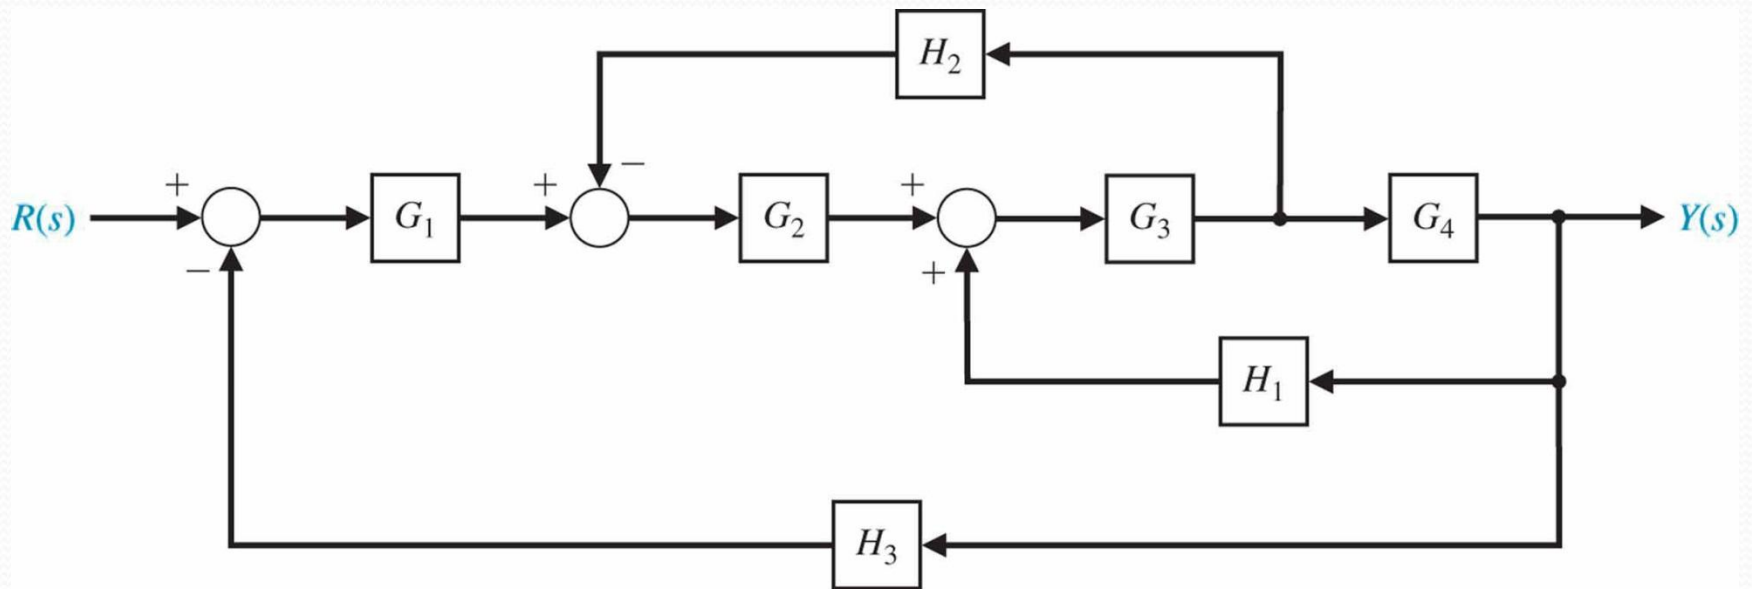 H₂
−
R(s) + G₁ + G₂ + G₃ G₄ Y(s)
− +
H₁
H₃